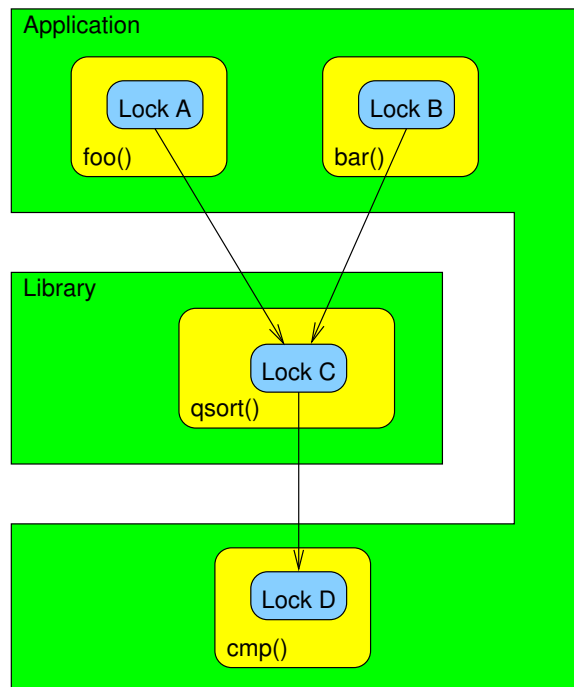 Application
Lock A
Lock B
foo()
bar()
Library
Lock C
qsort()
Lock D
cmp()